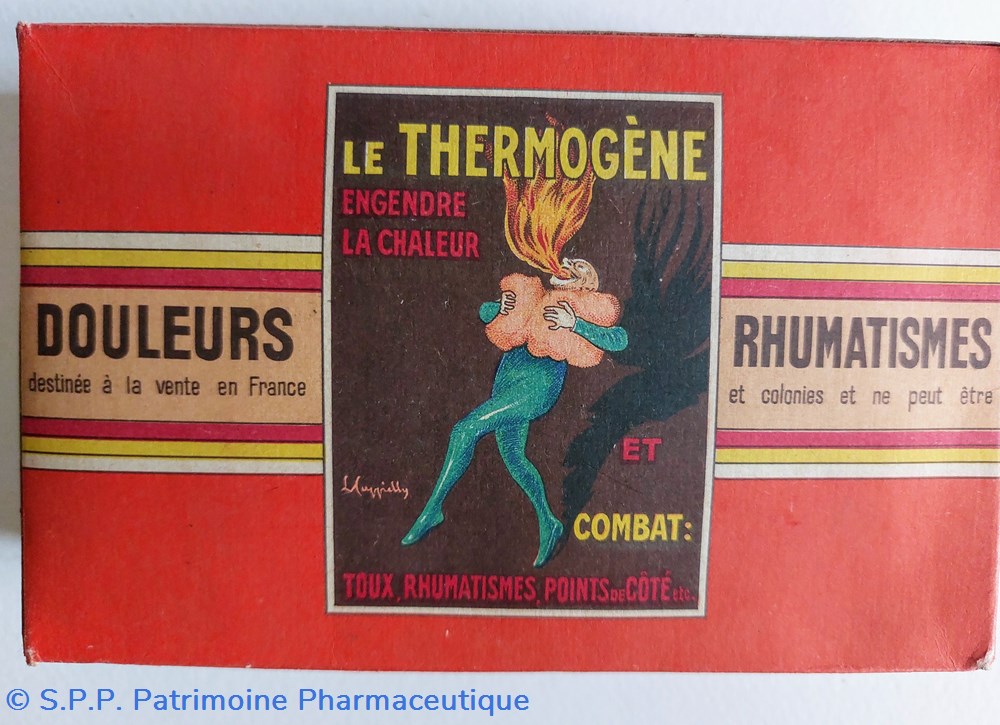 LE THERMOGÈNE
ENGENDRE
LA CHALEUR
DOULEURS
destinée à la vente en France
RHUMATISMES
et colonies et ne peut être
ET
L Cappiello
COMBAT:
TOUX, RHUMATISMES, POINTS DE CÔTÉ etc.
© S.P.P. Patrimoine Pharmaceutique